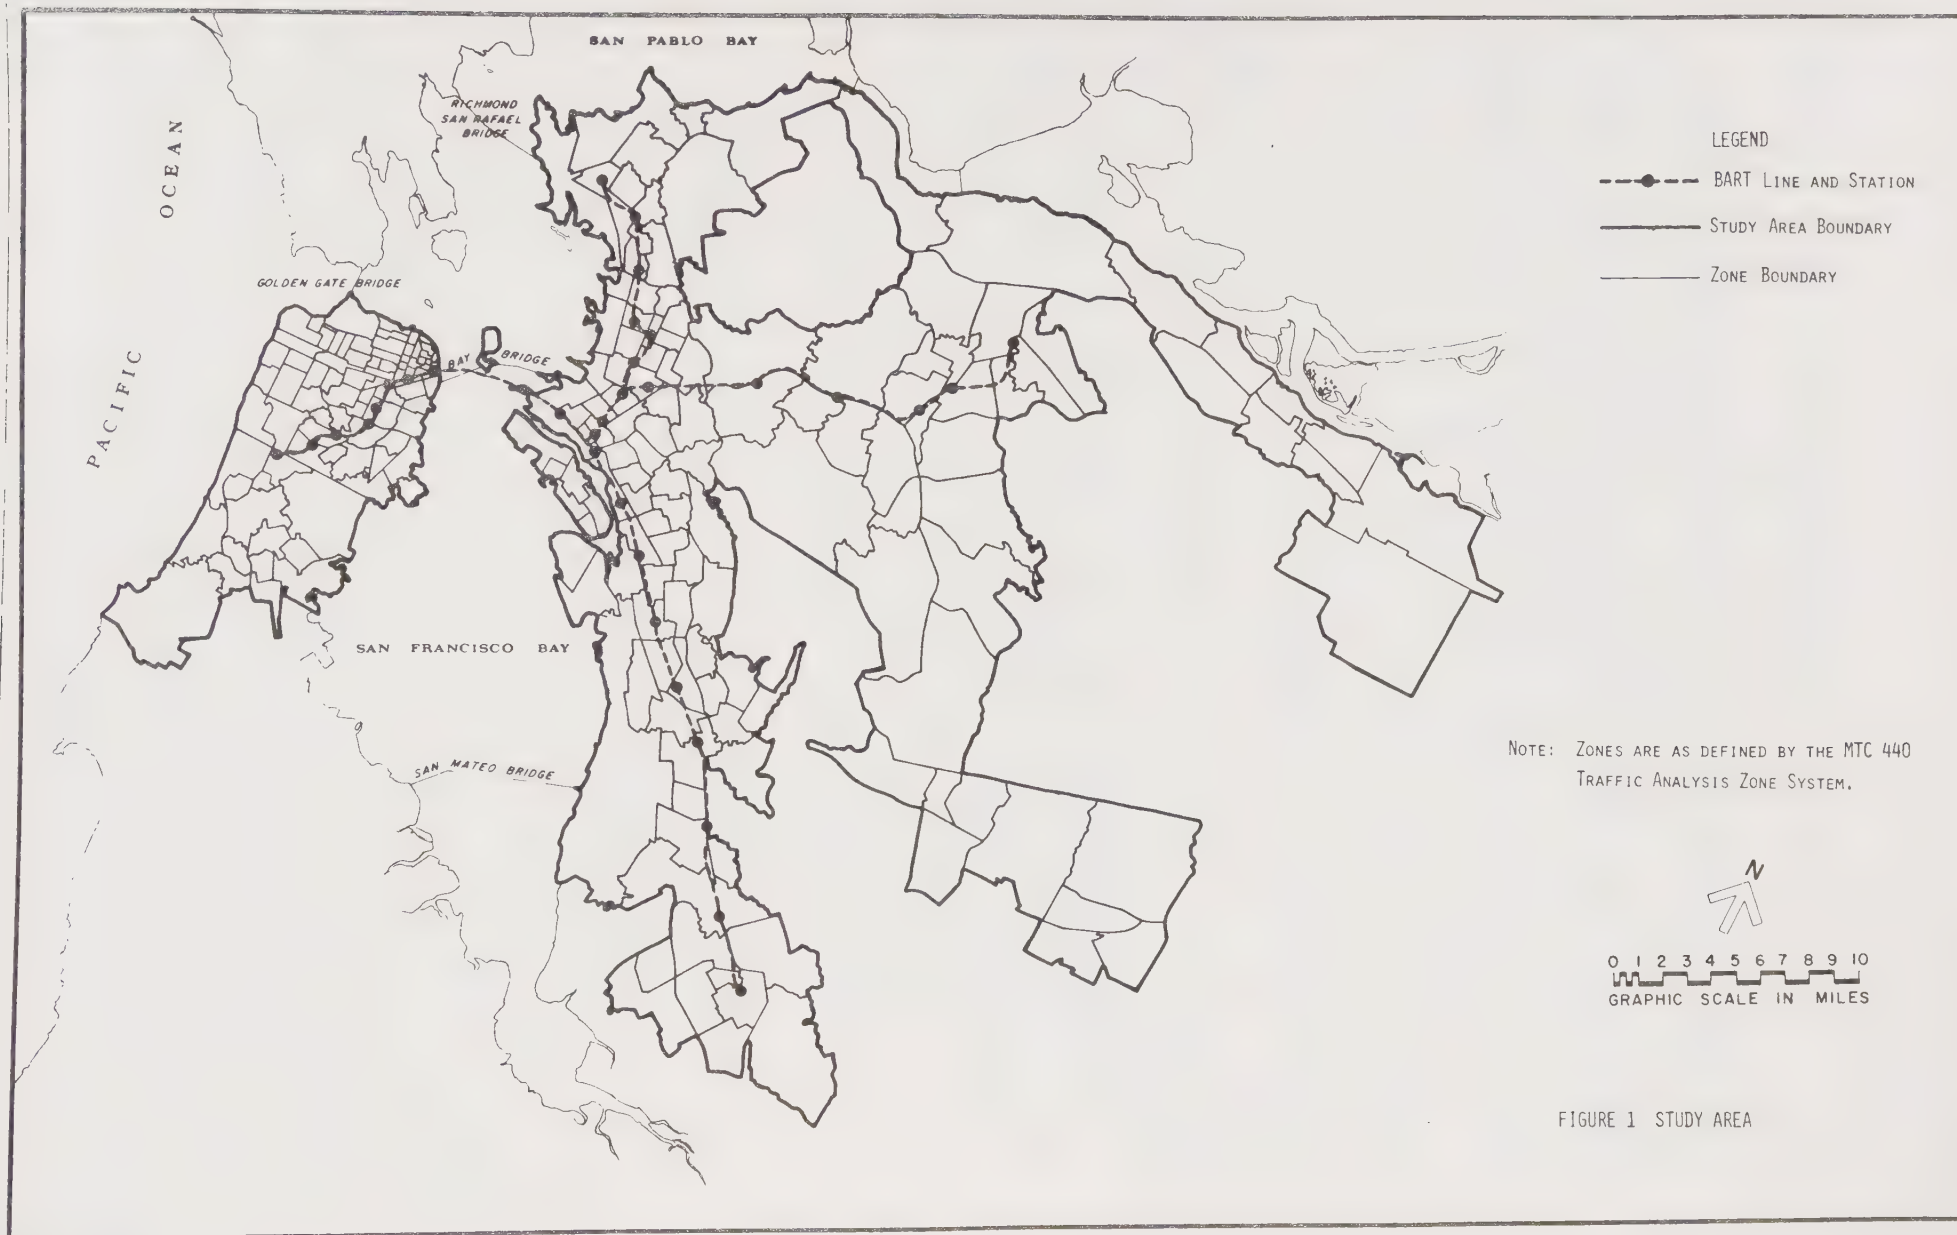 SAN PABLO BAY
RICHMOND
SAN RAFAEL
BRIDGE
PACIFIC OCEAN
GOLDEN GATE BRIDGE
BAY BRIDGE
SAN FRANCISCO BAY
SAN MATEO BRIDGE
LEGEND
BART LINE AND STATION
STUDY AREA BOUNDARY
ZONE BOUNDARY
NOTE: ZONES ARE AS DEFINED BY THE MTC 440
TRAFFIC ANALYSIS ZONE SYSTEM.
N
0 1 2 3 4 5 6 7 8 9 10
GRAPHIC SCALE IN MILES
FIGURE 1 STUDY AREA